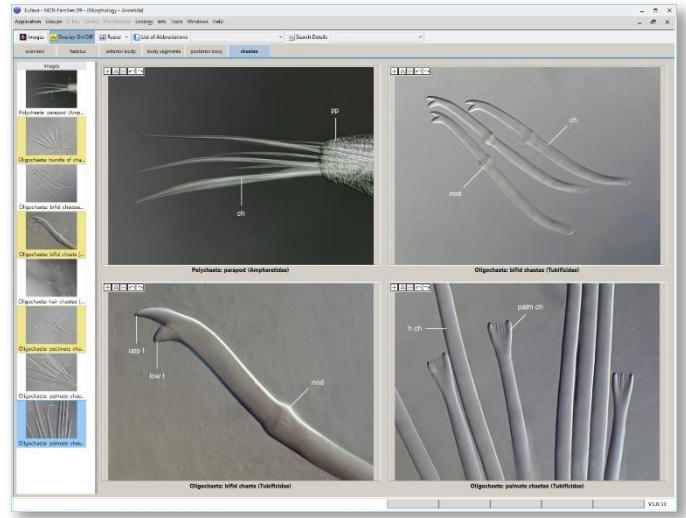 Eutaxa - MZB-Families 09 - [Morphology - Annelida]
Application Groups ID Key Gallery Morphology Ecology Info Tools Windows Help
Images Overlay On/Off Raster List of Abbreviations Search Details
overview habitus anterior body body segments posterior body chaetae
Images
Polychaeta: parapod (Amp...
Oligochaeta: bundle of cha...
Oligochaeta: bifid chaetae...
Oligochaeta: bifid chaeta (...
Oligochaeta: hair chaetae (...
Oligochaeta: pectinate cha...
Oligochaeta: palmate chae...
Oligochaeta: palmate chae...
pp
ch
Polychaeta: parapod (Ampharetidae)
ch
nod
Oligochaeta: bifid chaetae (Tubificidae)
upp t
low t
nod
Oligochaeta: bifid chaeta (Tubificidae)
h ch
palm ch
Oligochaeta: palmate chaetae (Tubificidae)
V3.0.33